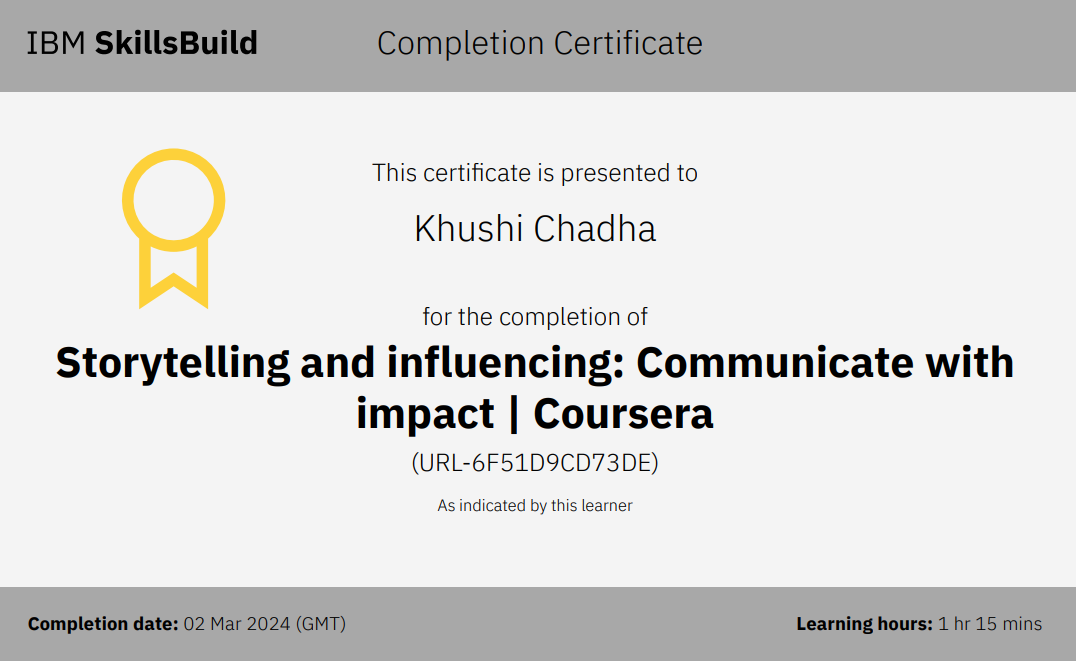 IBM SkillsBuild
Completion Certificate
This certificate is presented to
Khushi Chadha
for the completion of
Storytelling and influencing: Communicate with
impact | Coursera
(URL-6F51D9CD73DE)
As indicated by this learner
Completion date: 02 Mar 2024 (GMT)
Learning hours: 1 hr 15 mins